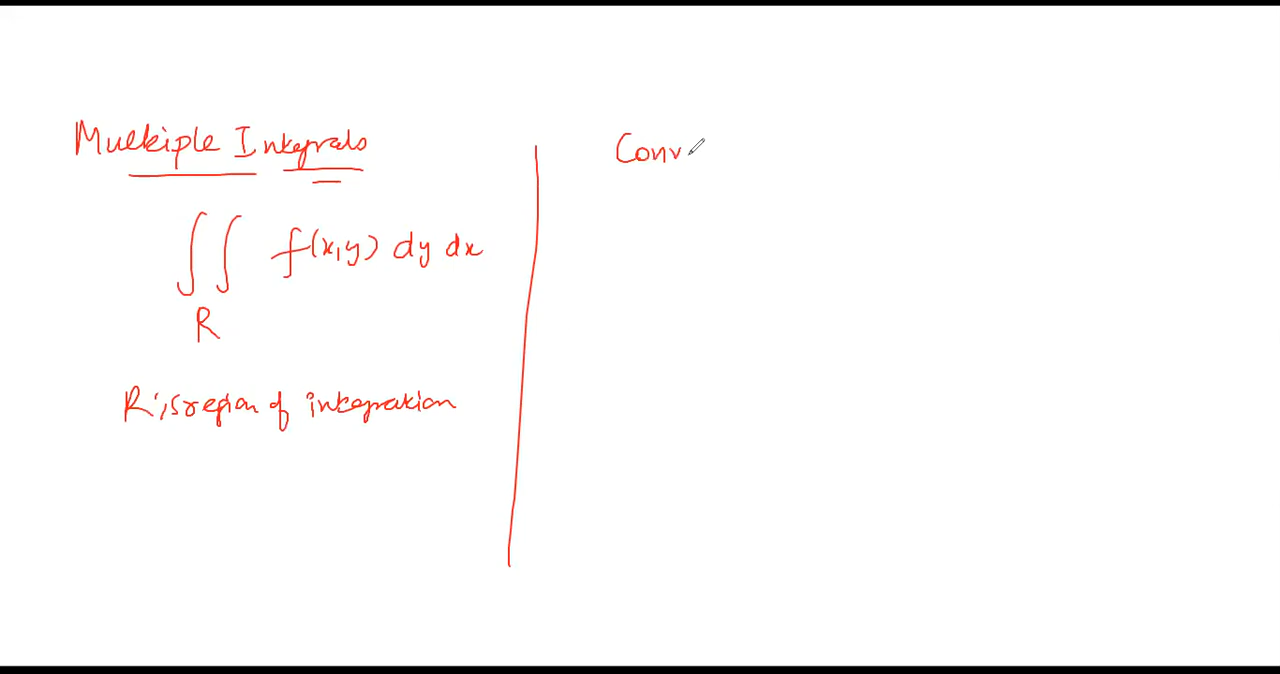 Multiple Integrals
∫∫ f(x,y) dy dx
R
R is region of integration
Conv